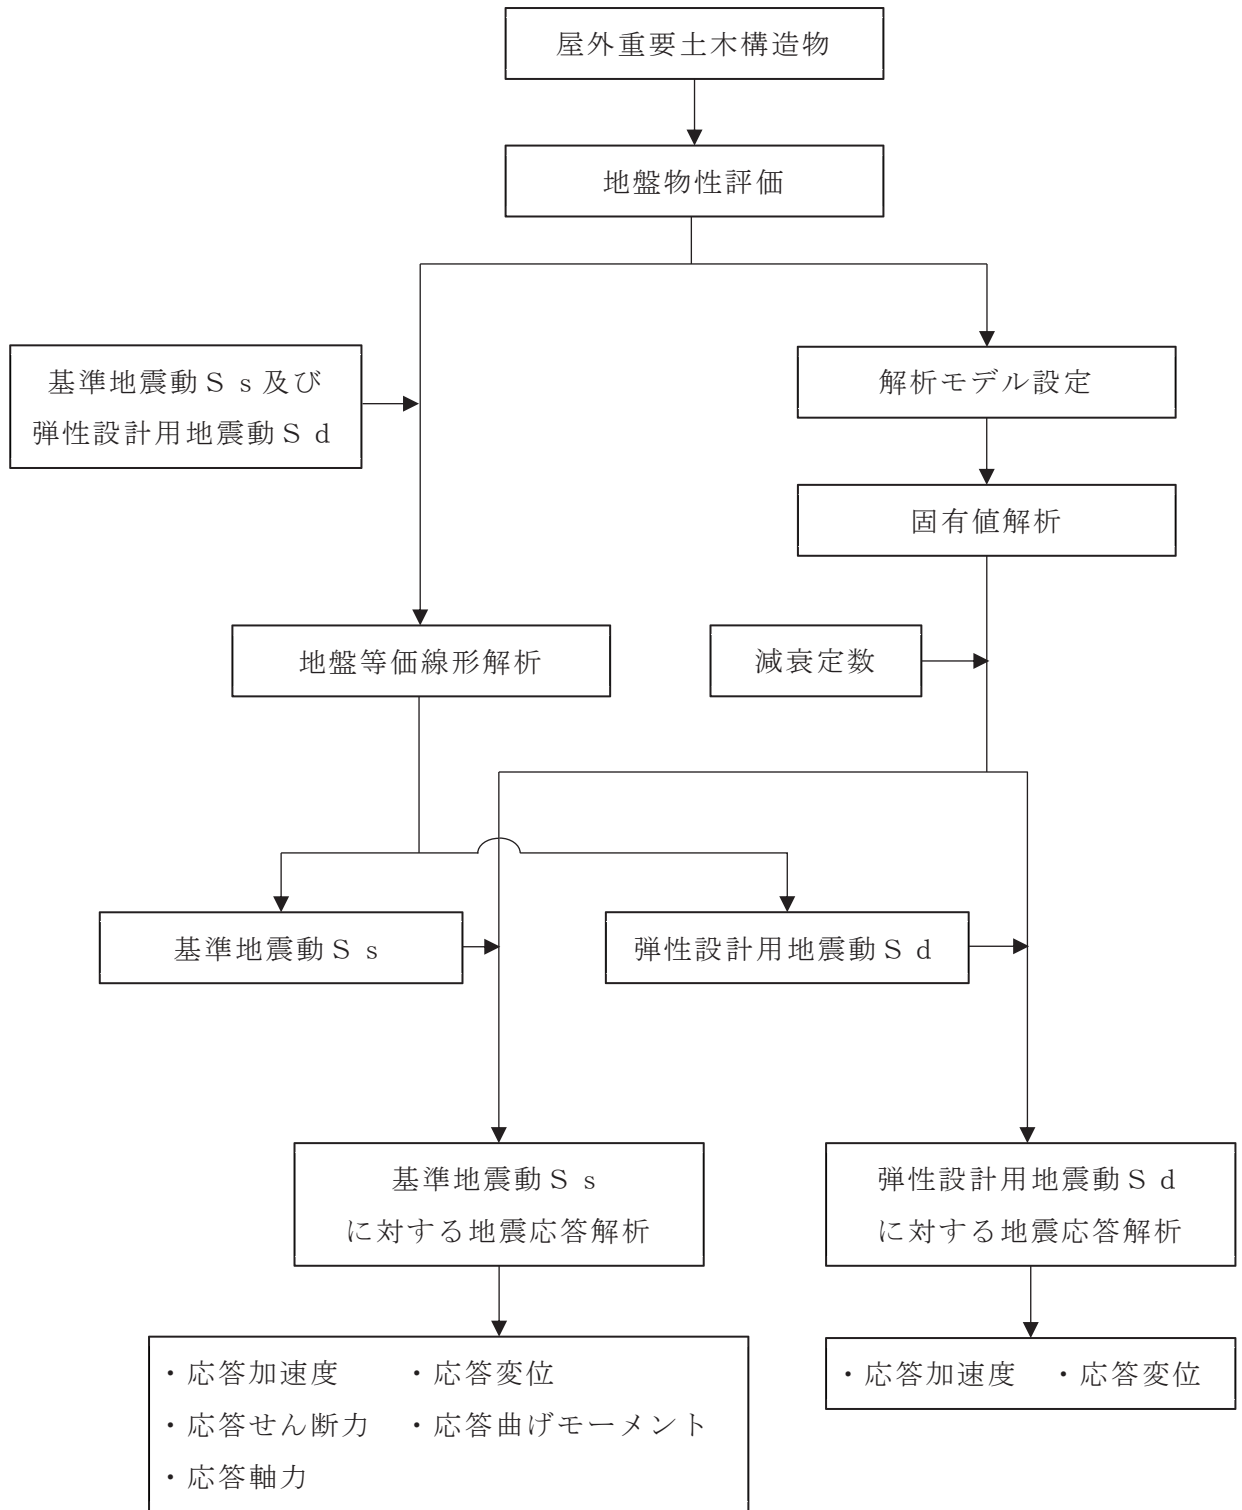 屋外重要土木構造物
地盤物性評価
基準地震動Ｓｓ及び
弾性設計用地震動Ｓｄ
解析モデル設定
固有値解析
地盤等価線形解析
減衰定数
基準地震動Ｓｓ
弾性設計用地震動Ｓｄ
基準地震動Ｓｓ
に対する地震応答解析
弾性設計用地震動Ｓｄ
に対する地震応答解析
・応答加速度　・応答変位
・応答せん断力　・応答曲げモーメント
・応答軸力
・応答加速度　・応答変位